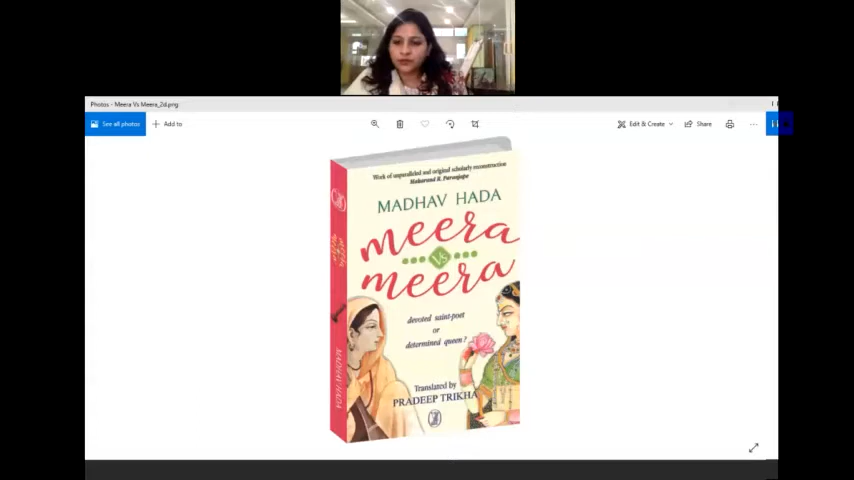 Photos - Meera Vs Meera_2d.png
See all photos
Add to
Edit & Create
Share
Work of unparalleled and original scholarly reconstruction
Makarand R. Paranjape
MADHAV HADA
meera
Vs
meera
devoted saint-poet
or
determined queen?
Translated by
PRADEEP TRIKHA
meera
meera
MADHAV HADA